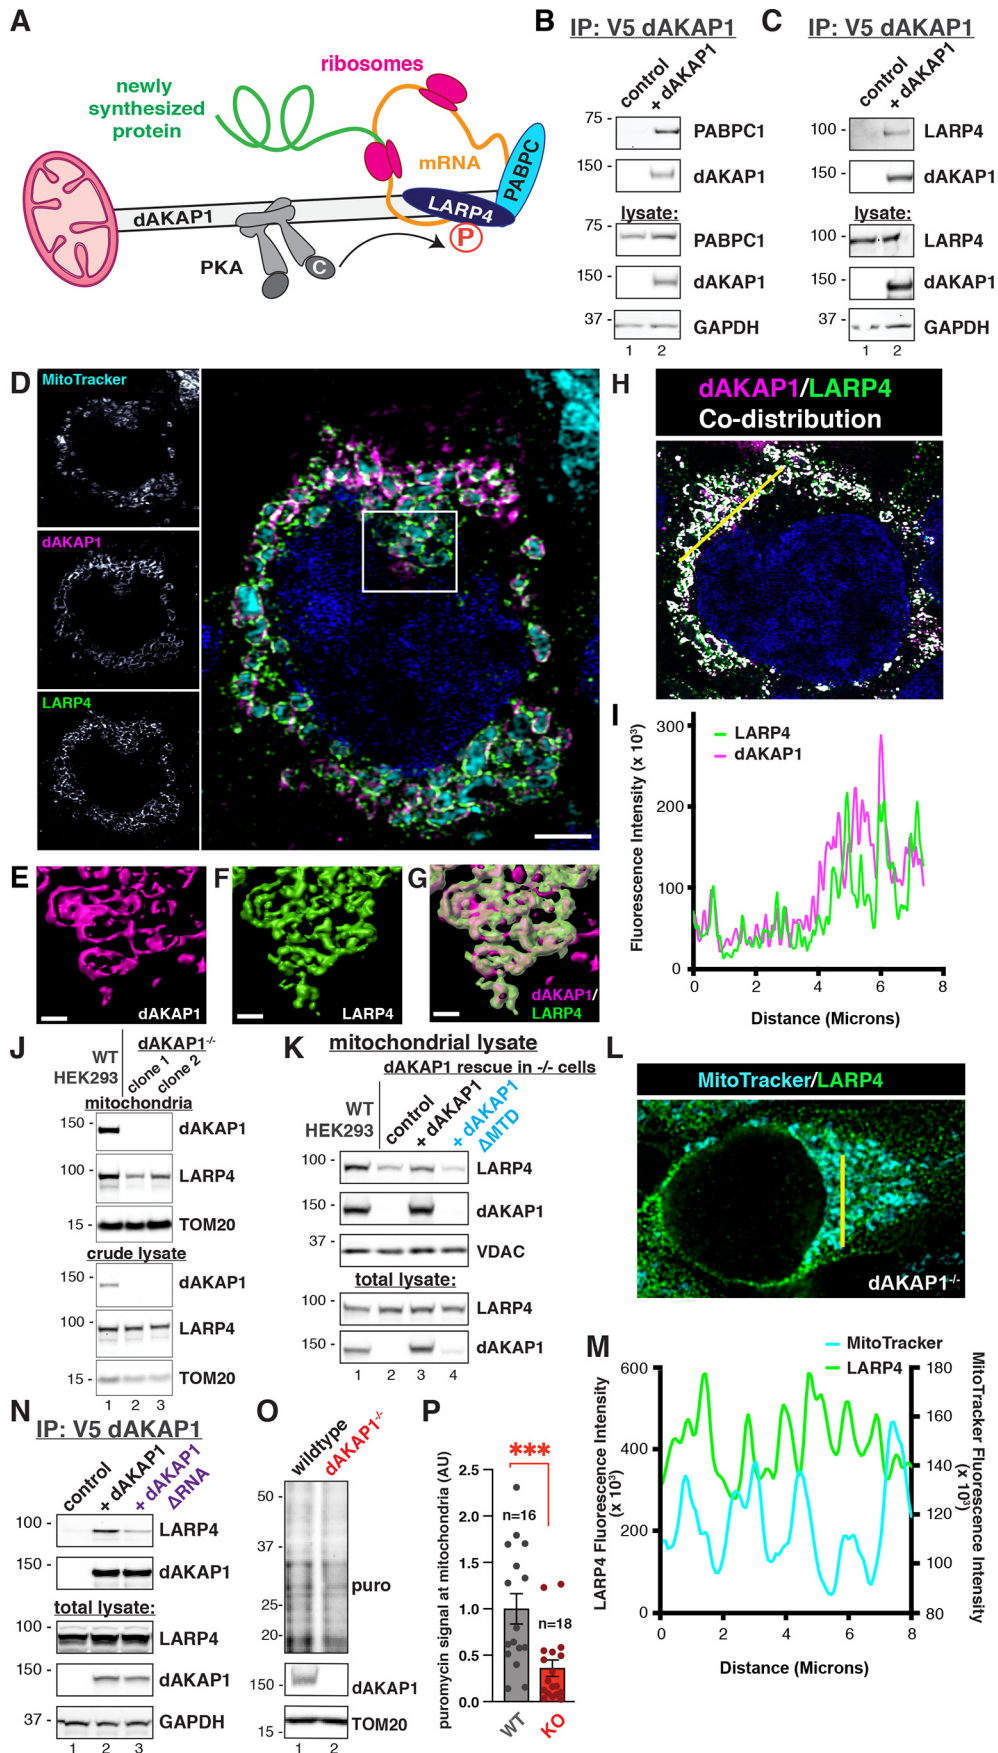 A
ribosomes
newly
synthesized
protein
mRNA
PABPC
LARP4
dAKAP1
P
PKA
C
B
IP: V5 dAKAP1
control
+ dAKAP1
75 -
PABPC1
150 -
dAKAP1
lysate:
75 -
PABPC1
150 -
dAKAP1
37 -
GAPDH
1 2
C
IP: V5 dAKAP1
control
+ dAKAP1
100 -
LARP4
150 -
dAKAP1
lysate:
100 -
LARP4
150 -
dAKAP1
37 -
GAPDH
1 2
D
MitoTracker
dAKAP1
LARP4
E
dAKAP1
F
LARP4
G
dAKAP1/
LARP4
H
dAKAP1/LARP4
Co-distribution
I
LARP4
dAKAP1
Fluorescence Intensity (x 10³)
300
200
100
0
0 2 4 6 8
Distance (Microns)
J
WT
HEK293
dAKAP1-/-
clone 1
clone 2
mitochondria
150 -
dAKAP1
100 -
LARP4
15 -
TOM20
crude lysate
150 -
dAKAP1
100 -
LARP4
15 -
TOM20
1 2 3
K
mitochondrial lysate
dAKAP1 rescue in -/- cells
WT
HEK293
control
+ dAKAP1
+ dAKAP1
ΔMTD
100 -
LARP4
150 -
dAKAP1
37 -
VDAC
total lysate:
100 -
LARP4
150 -
dAKAP1
1 2 3 4
L
MitoTracker/LARP4
dAKAP1-/-
M
MitoTracker
LARP4
LARP4 Fluorescence Intensity
(x 10³)
600
400
200
0
180
160
140
120
100
80
MitoTracker Fluorescence Intensity
(x 10³)
0 2 4 6 8
Distance (Microns)
N
IP: V5 dAKAP1
control
+ dAKAP1
+ dAKAP1
ΔRNA
100 -
LARP4
150 -
dAKAP1
total lysate:
100 -
LARP4
150 -
dAKAP1
37 -
GAPDH
1 2 3
O
wildtype
dAKAP1-/-
50 -
37 -
puro
25-
20 -
150 -
dAKAP1
15 -
TOM20
1 2
P
***
puromycin signal at mitochondria (AU)
2.5
2.0
1.5
1.0
0.5
0.0
n=16
n=18
WT
KO